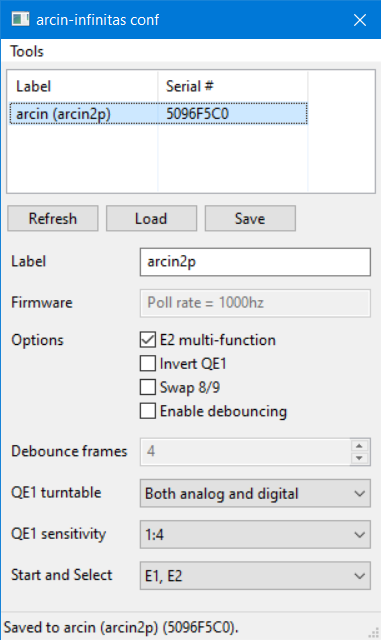 arcin-infinitas conf
Tools
Label Serial #
arcin (arcin2p) 5096F5C0
Refresh Load Save
Label arcin2p
Firmware Poll rate = 1000hz
Options E2 multi-function
Invert QE1
Swap 8/9
Enable debouncing
Debounce frames 4
QE1 turntable Both analog and digital
QE1 sensitivity 1:4
Start and Select E1, E2
Saved to arcin (arcin2p) (5096F5C0).